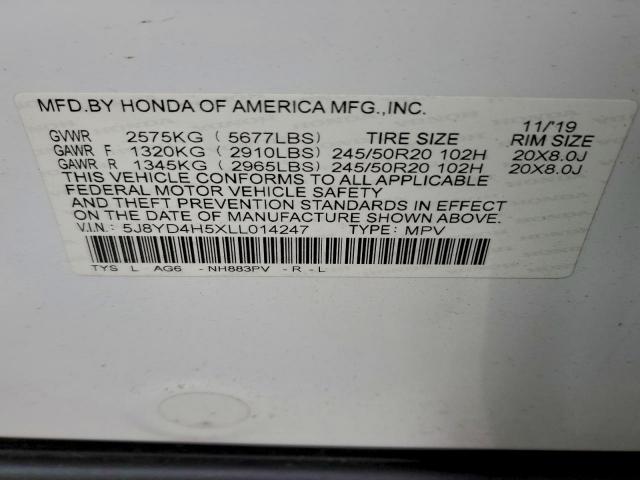 MFD.BY HONDA OF AMERICA MFG.,INC.
11/'19
GVWR 2575KG ( 5677LBS) TIRE SIZE RIM SIZE
GAWR F 1320KG ( 2910LBS) 245/50R20 102H 20X8.0J
GAWR R 1345KG ( 2965LBS) 245/50R20 102H 20X8.0J
THIS VEHICLE CONFORMS TO ALL APPLICABLE
FEDERAL MOTOR VEHICLE SAFETY
AND THEFT PREVENTION STANDARDS IN EFFECT
ON THE DATE OF MANUFACTURE SHOWN ABOVE.
V.I.N.: 5J8YD4H5XLL014247 TYPE: MPV
TYS L AG6 - NH883PV - R - L